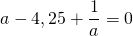 a − 4,25 + \frac{1}{a} = 0